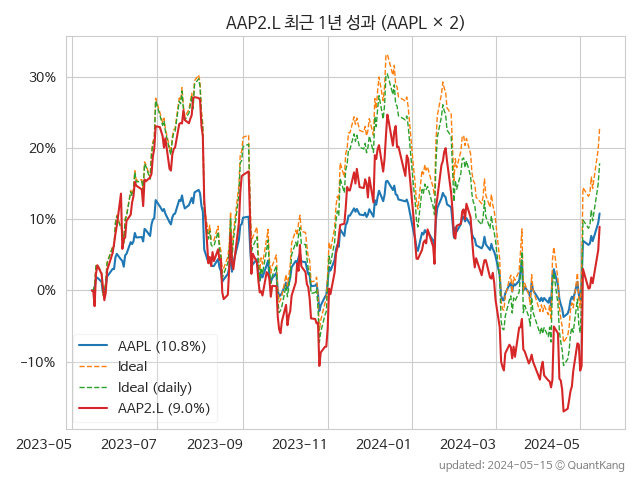 AAP2.L 최근 1년 성과 (AAPL × 2)
30%
20%
10%
0%
−10%
AAPL (10.8%)
Ideal
Ideal (daily)
AAP2.L (9.0%)
2023-05 2023-07 2023-09 2023-11 2024-01 2024-03 2024-05
updated: 2024-05-15 © QuantKang